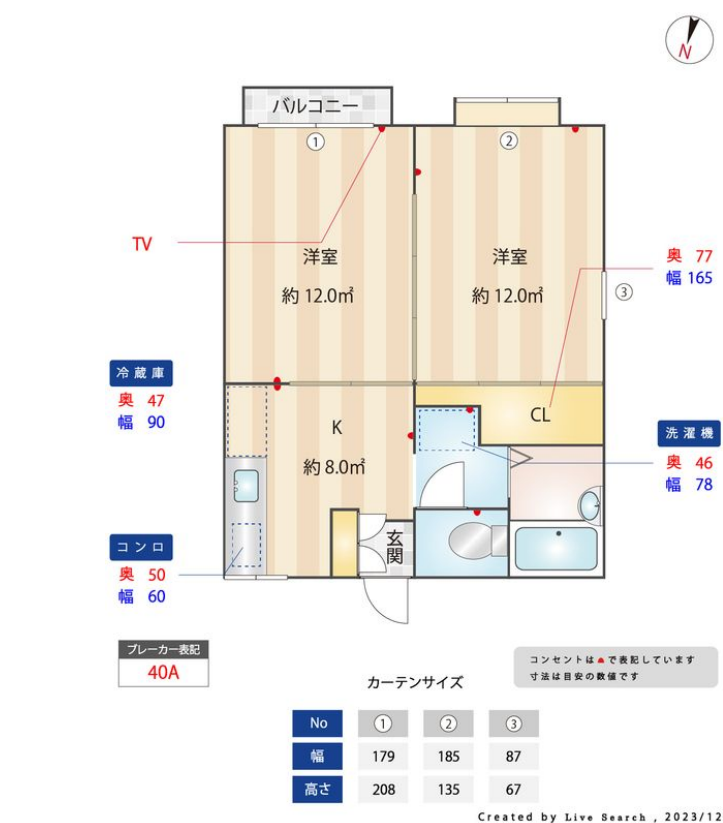 N
バルコニー
①
②
TV
洋室
約 12.0㎡
洋室
約 12.0㎡
奥 77
幅 165
③
冷蔵庫
奥 47
幅 90
K
約 8.0㎡
CL
洗濯機
奥 46
幅 78
玄関
コンロ
奥 50
幅 60
ブレーカー表記
40A
コンセントは●で表記しています
寸法は目安の数値です
カーテンサイズ
No ① ② ③
幅 179 185 87
高さ 208 135 67
Created by Live Search , 2023/12